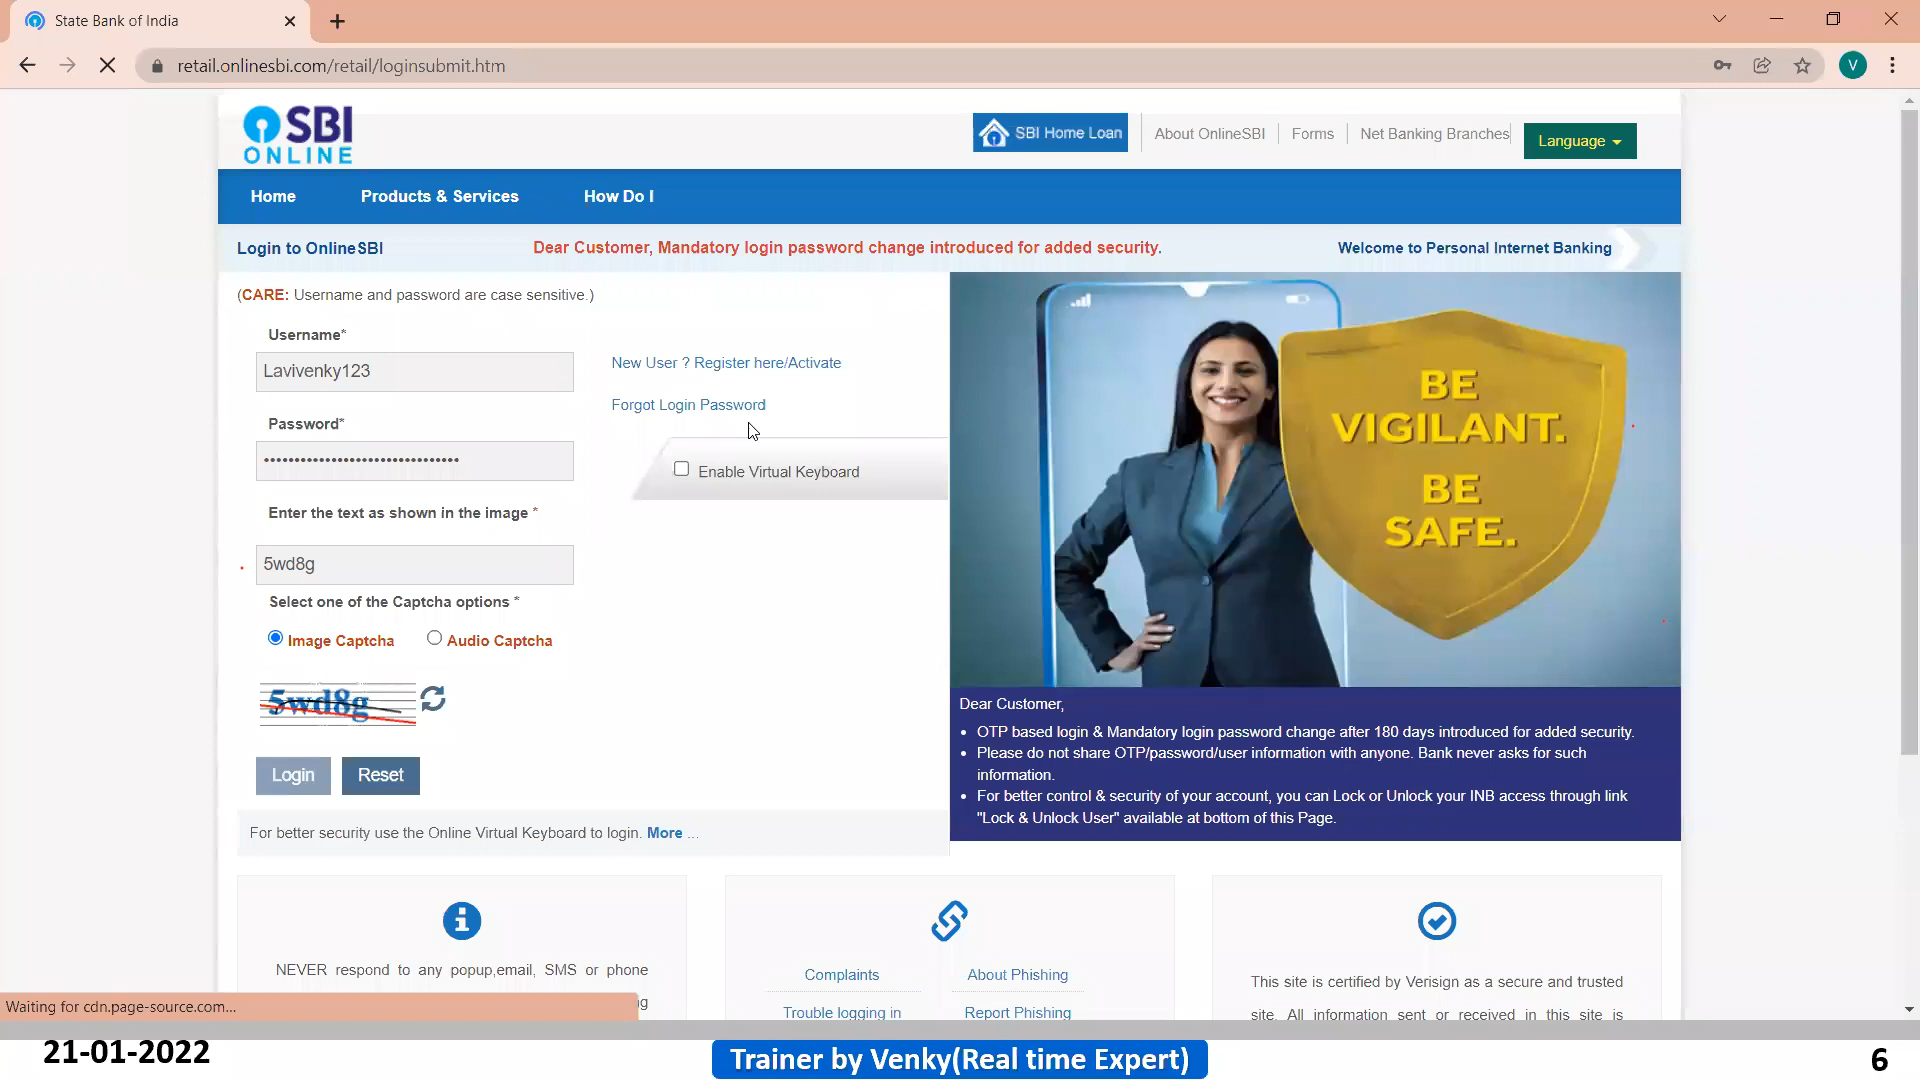 State Bank of India
retail.onlinesbi.com/retail/loginsubmit.htm
V
SBI
ONLINE
SBI Home Loan
About OnlineSBI
Forms
Net Banking Branches
Language
Home
Products & Services
How Do I
Login to OnlineSBI
Dear Customer, Mandatory login password change introduced for added security.
Welcome to Personal Internet Banking
(CARE: Username and password are case sensitive.)
Username*
Lavivenky123
New User ? Register here/Activate
Forgot Login Password
Password*
••••••••••••••••••••••••••••••••
Enable Virtual Keyboard
Enter the text as shown in the image *
5wd8g
Select one of the Captcha options *
Image Captcha
Audio Captcha
5wd8g
Login
Reset
For better security use the Online Virtual Keyboard to login. More ...
BE
VIGILANT.
BE
SAFE.
Dear Customer,
• OTP based login & Mandatory login password change after 180 days introduced for added security.
• Please do not share OTP/password/user information with anyone. Bank never asks for such
information.
• For better control & security of your account, you can Lock or Unlock your INB access through link
"Lock & Unlock User" available at bottom of this Page.
NEVER respond to any popup,email, SMS or phone
Complaints
About Phishing
Trouble logging in
Report Phishing
This site is certified by Verisign as a secure and trusted
site. All information sent or received in this site is
Waiting for cdn.page-source.com...
21-01-2022
Trainer by Venky(Real time Expert)
6